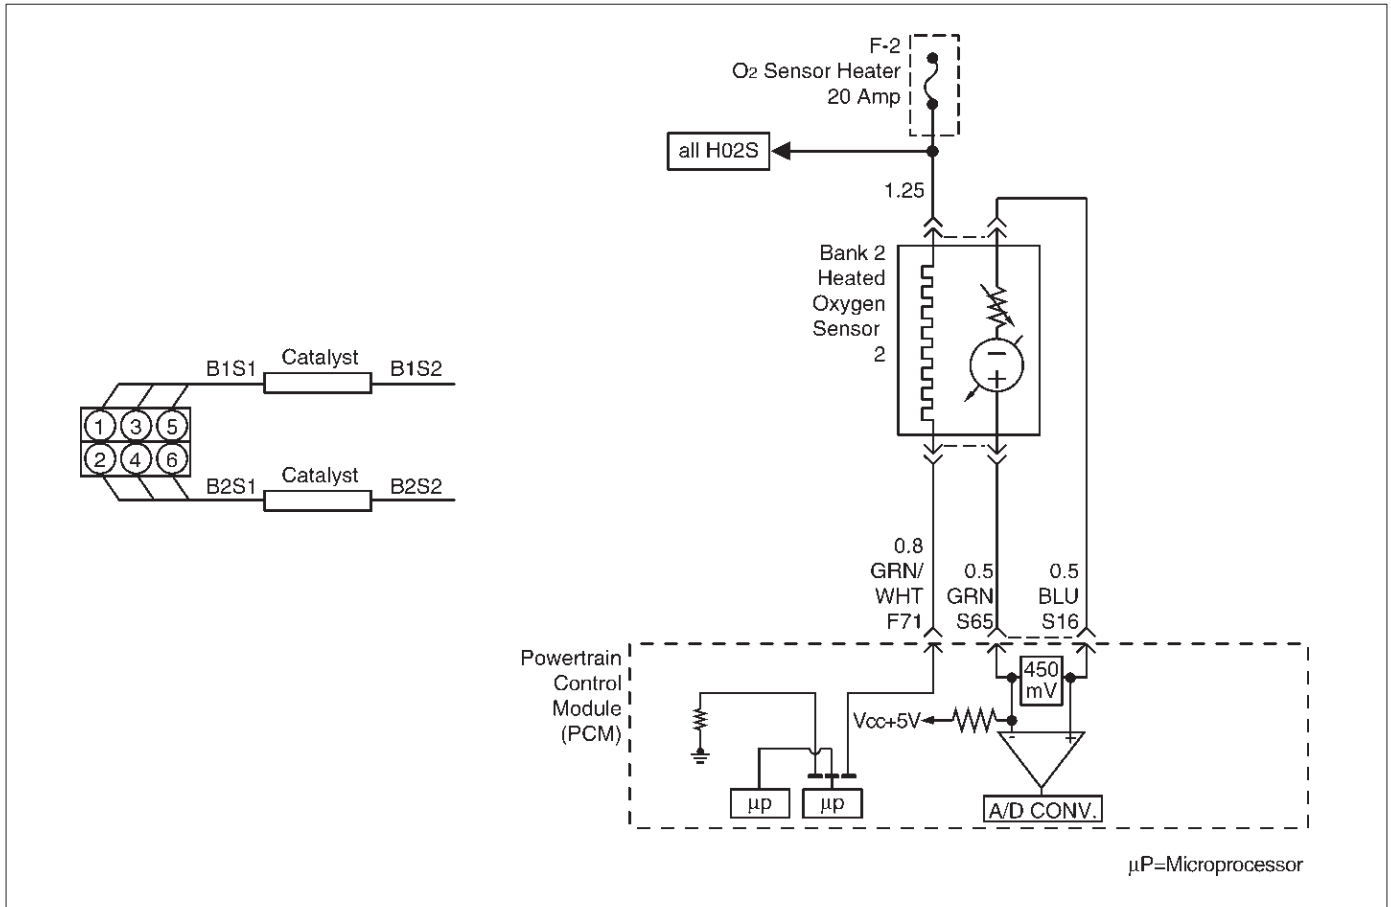 F-2
O2 Sensor Heater
20 Amp
all H02S
1.25
Bank 2
Heated
Oxygen
Sensor
2
−
+
B1S1
Catalyst
B1S2
1
3
5
2
4
6
B2S1
Catalyst
B2S2
0.8
GRN/
WHT
F71
0.5
GRN
S65
0.5
BLU
S16
Powertrain
Control
Module
(PCM)
450
mV
Vcc+5V
-
+
µp
µp
A/D CONV.
µP=Microprocessor